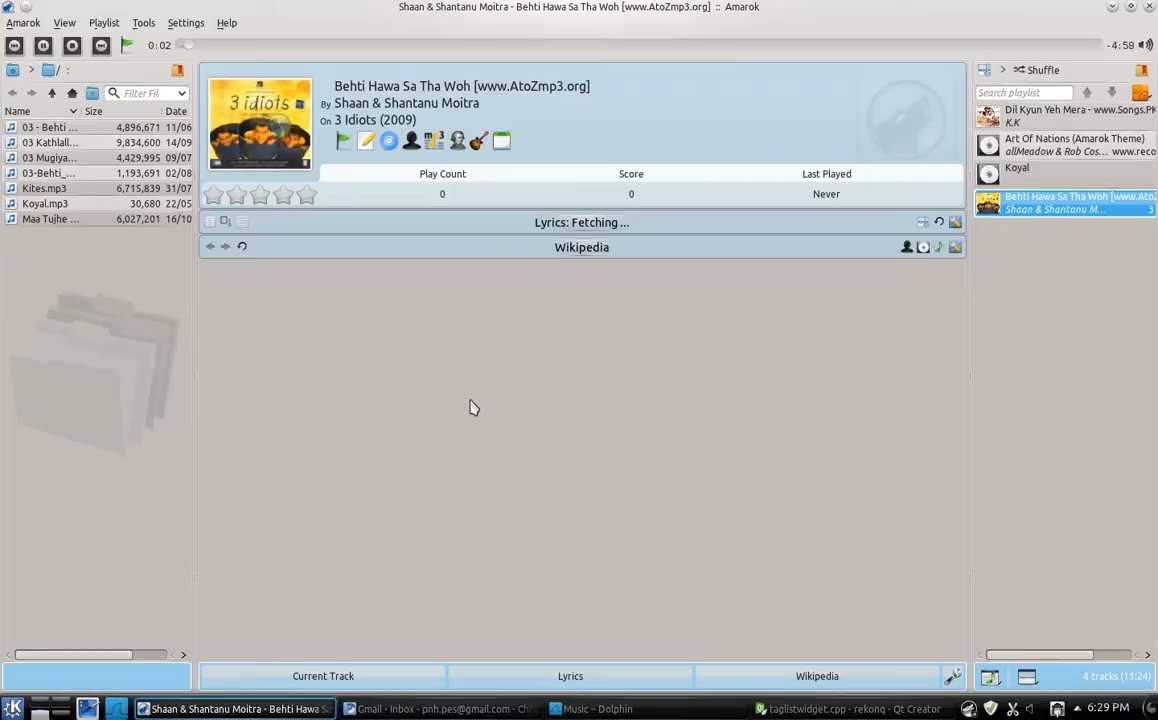 Shaan & Shantanu Moitra - Behti Hawa Sa Tha Woh [www.AtoZmp3.org] :: Amarok
Amarok View Playlist Tools Settings Help
0:02
-4:58
/ :
Shuffle
Filter Fil
Search playlist
Name Size Date
03 - Behti ... 4,896,671 11/06
03 Kathlall... 9,834,600 14/09
03 Mugiya... 4,429,995 09/07
03-Behti_... 1,193,691 02/08
Kites.mp3 6,715,839 31/07
Koyal.mp3 30,680 22/05
Maa Tujhe ... 6,027,201 16/10
3 idiots
Behti Hawa Sa Tha Woh [www.AtoZmp3.org]
By Shaan & Shantanu Moitra
On 3 Idiots (2009)
Play Count Score Last Played
0 0 Never
Lyrics: Fetching ...
Wikipedia
Dil Kyun Yeh Mera - www.Songs.PK
K.K
Art Of Nations (Amarok Theme)
allMeadow & Rob Cos... www.reco
Koyal
Behti Hawa Sa Tha Woh [www.Ato
Shaan & Shantanu M... 3
Current Track Lyrics Wikipedia
4 tracks (11:24)
Shaan & Shantanu Moitra - Behti Hawa Sa
Gmail - Inbox - pnh.pes@gmail.com - Chr
Music – Dolphin
taglistwidget.cpp - rekonq - Qt Creator
6:29 PM